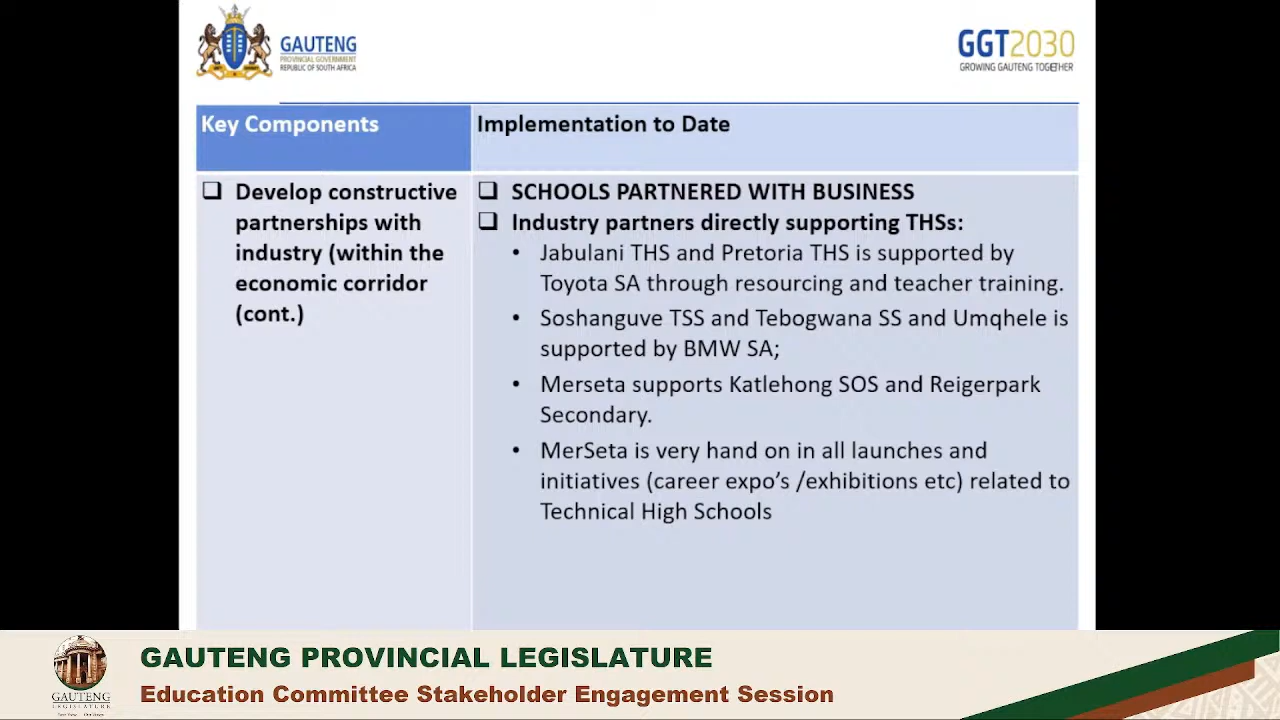 GAUTENG
PROVINCIAL GOVERNMENT
REPUBLIC OF SOUTH AFRICA
GGT2030
GROWING GAUTENG TOGETHER
Key Components
Implementation to Date
❑ Develop constructive
partnerships with
industry (within the
economic corridor
(cont.)
❑ SCHOOLS PARTNERED WITH BUSINESS
❑ Industry partners directly supporting THSs:
• Jabulani THS and Pretoria THS is supported by
Toyota SA through resourcing and teacher training.
• Soshanguve TSS and Tebogwana SS and Umqhele is
supported by BMW SA;
• Merseta supports Katlehong SOS and Reigerpark
Secondary.
• MerSeta is very hand on in all launches and
initiatives (career expo’s /exhibitions etc) related to
Technical High Schools
GAUTENG
LEGISLATURE
GAUTENG PROVINCIAL LEGISLATURE
Education Committee Stakeholder Engagement Session